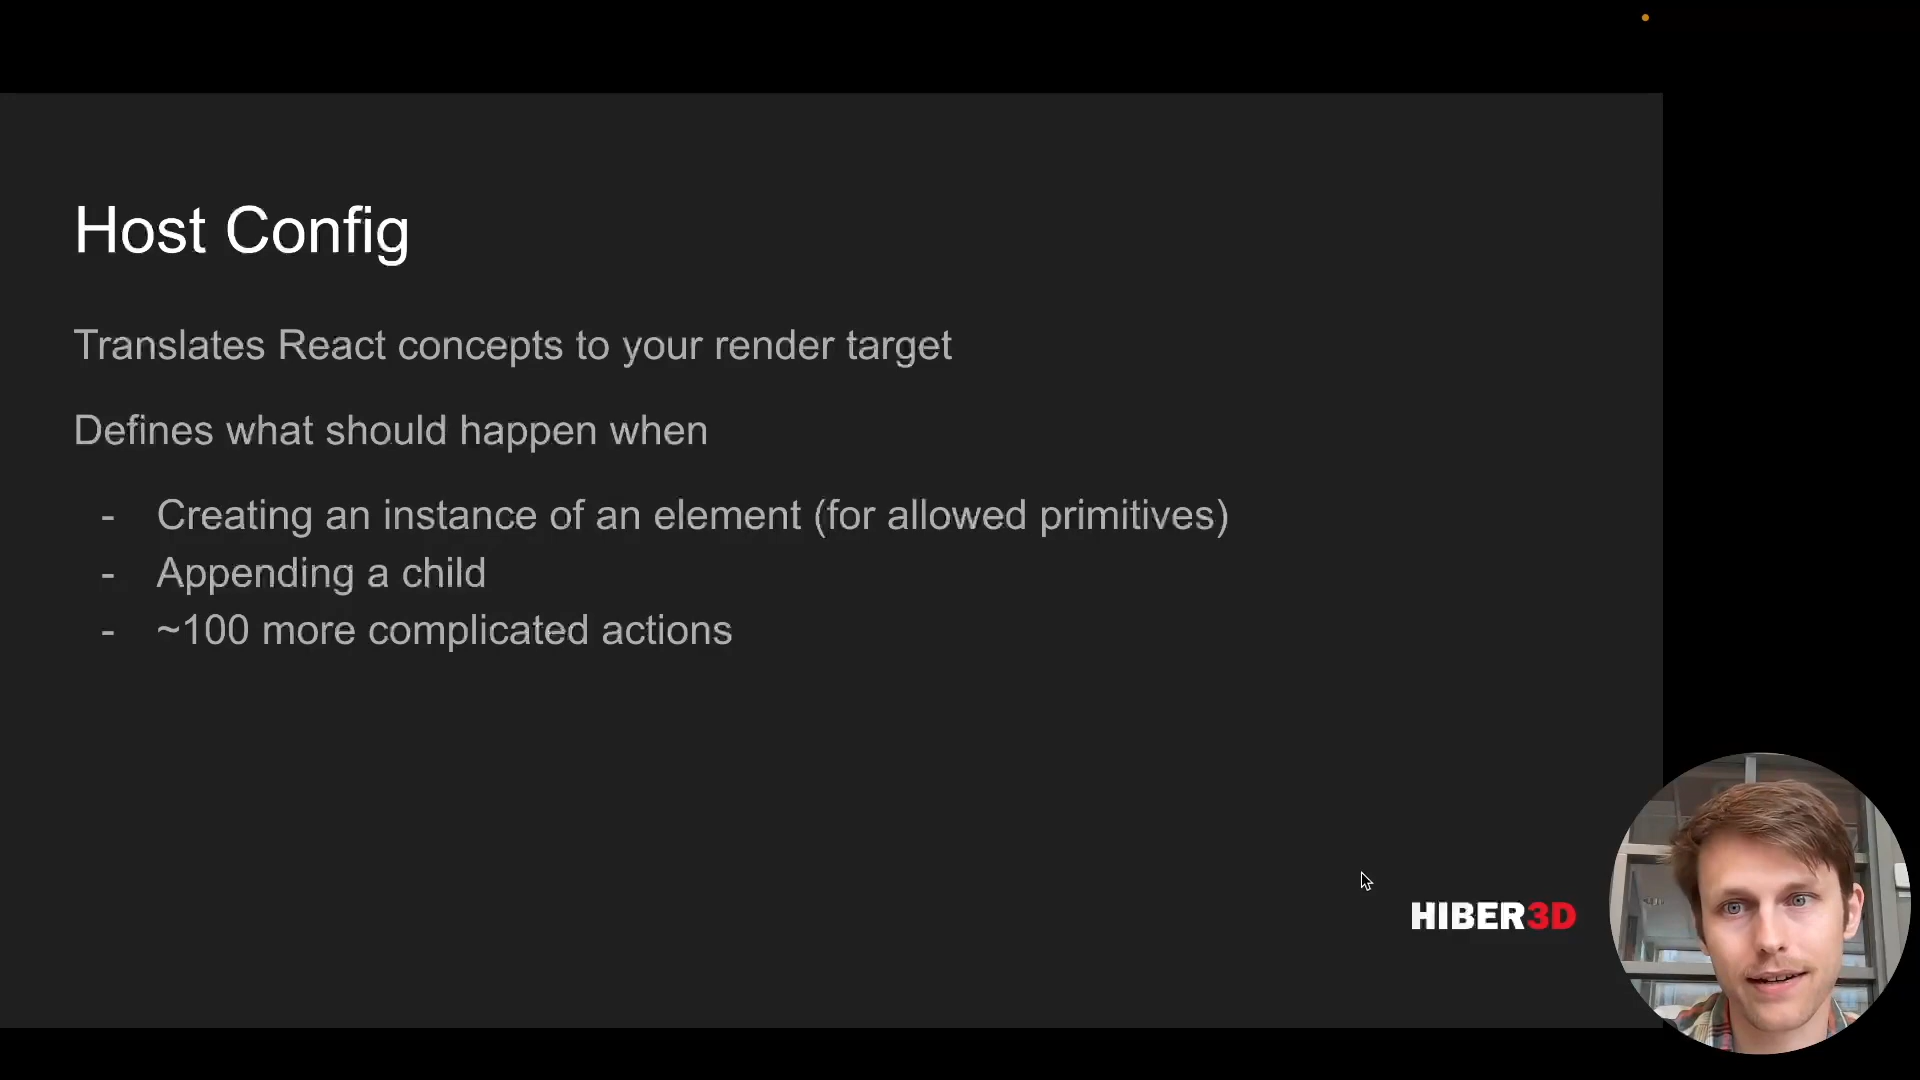 Host Config
Translates React concepts to your render target
Defines what should happen when
- Creating an instance of an element (for allowed primitives)
- Appending a child
- ~100 more complicated actions
HIBER3D